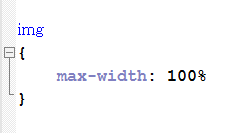 img
{
max-width: 100%
}